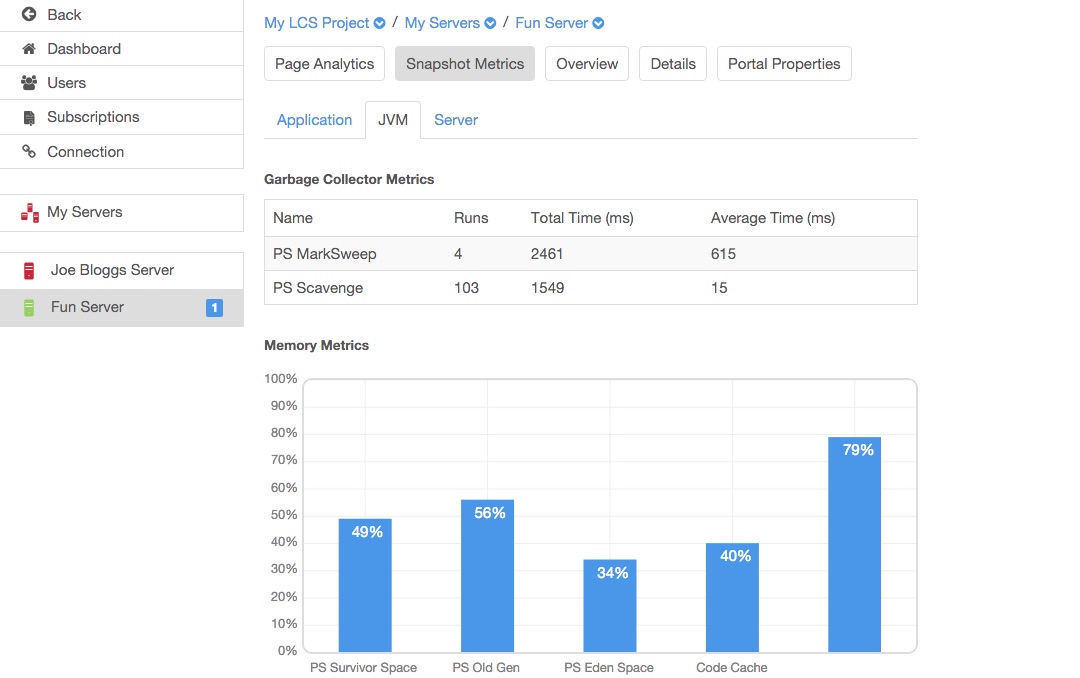 Back
Dashboard
Users
Subscriptions
Connection
My Servers
Joe Bloggs Server
Fun Server 1
My LCS Project / My Servers / Fun Server
Page Analytics Snapshot Metrics Overview Details Portal Properties
Application JVM Server
Garbage Collector Metrics
Name Runs Total Time (ms) Average Time (ms)
PS MarkSweep 4 2461 615
PS Scavenge 103 1549 15
Memory Metrics
100%
90%
80%
70%
60%
50%
40%
30%
20%
10%
0%
49%
56%
34%
40%
79%
PS Survivor Space PS Old Gen PS Eden Space Code Cache